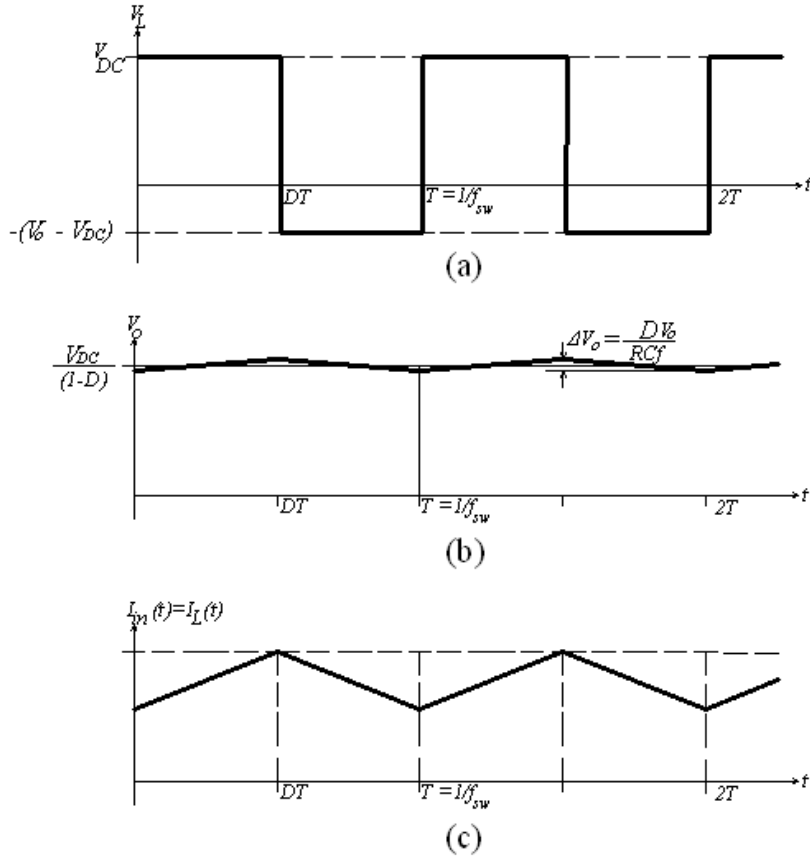 V_L
V_DC
DT T = 1/f_sw 2T t
-(V_o - V_DC)
(a)
V_o
ΔV_o = DV_o / RCf
V_DC / (1-D)
DT T = 1/f_sw 2T t
(b)
I_in(t)=I_L(t)
DT T = 1/f_sw 2T t
(c)